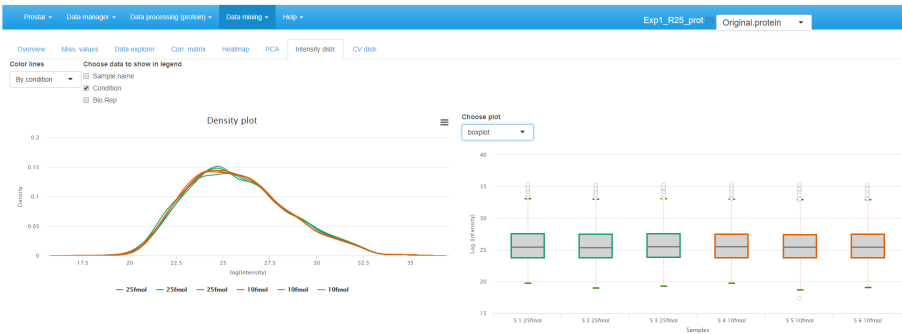 Prostar Data manager Data processing (protein) Data mining Help Exp1_R25_prot [?] Original.protein
Overview Miss. values Data explorer Corr. matrix Heatmap PCA Intensity distr. CV distr.
Color lines Choose data to show in legend
By condition
Sample.name
Condition
Bio.Rep
Density plot
0.2
0.15
0.1
0.05
0
Density
17.5 20 22.5 25 27.5 30 32.5 35
log(Intensity)
25fmol 25fmol 25fmol 10fmol 10fmol 10fmol
Choose plot
boxplot
40
35
30
25
20
15
Log (intensity)
S 1 25fmol S 2 25fmol S 3 25fmol S 4 10fmol S 5 10fmol S 6 10fmol
Samples